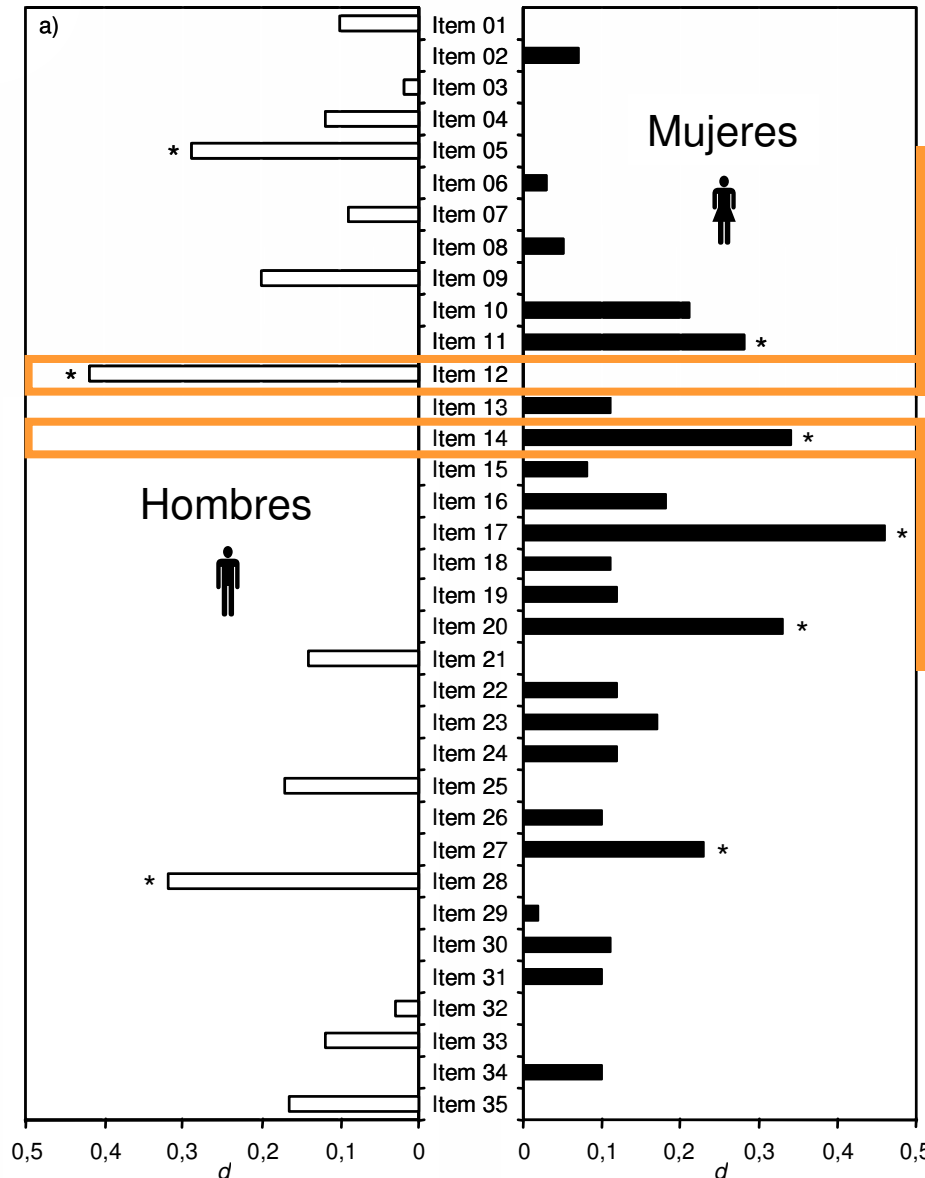 a)
Item 01
Item 02
Item 03
Item 04
* Item 05
Mujeres
Item 06
Item 07
Item 08
Item 09
Item 10
Item 11 *
* Item 12
Item 13
Item 14 *
Item 15
Hombres
Item 16
Item 17 *
Item 18
Item 19
Item 20 *
Item 21
Item 22
Item 23
Item 24
Item 25
Item 26
Item 27 *
* Item 28
Item 29
Item 30
Item 31
Item 32
Item 33
Item 34
Item 35
0,5 0,4 0,3 0,2 0,1 0 0 0,1 0,2 0,3 0,4 0,5
d d